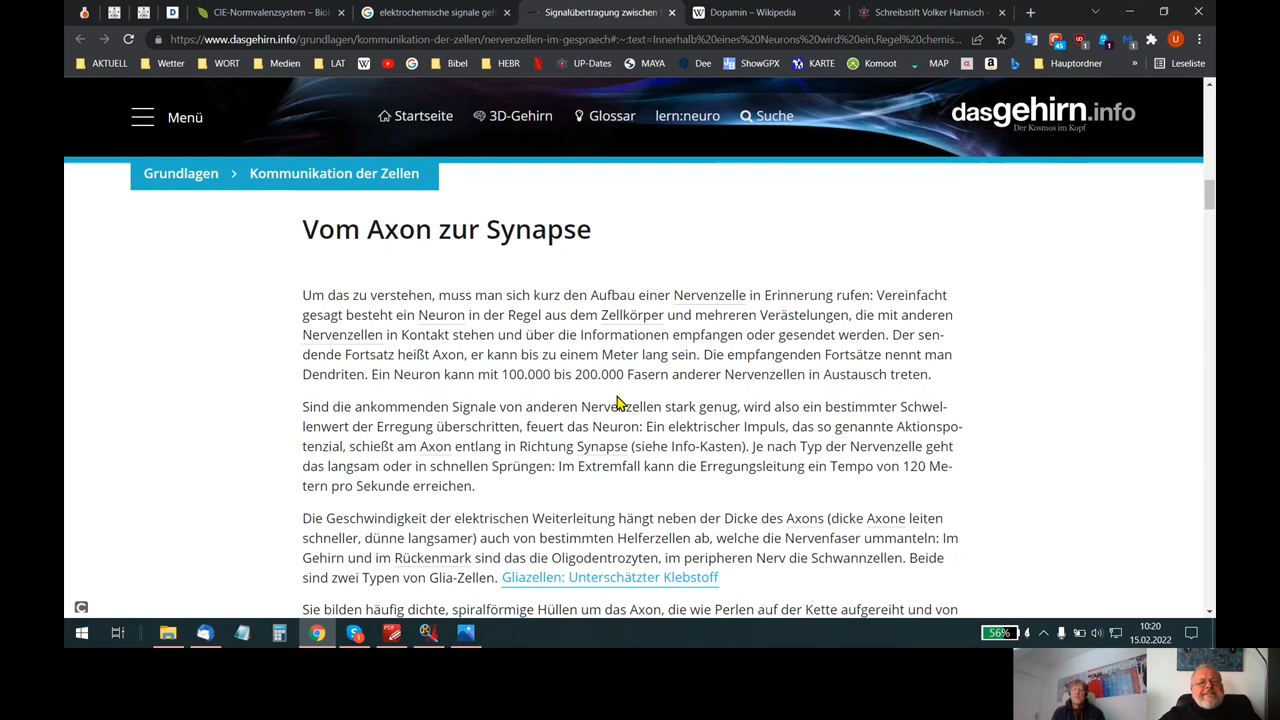 CIE-Normvalenzsystem – Biol
elektrochemische signale geh
Signalübertragung zwischen
Dopamin – Wikipedia
Schreibstift Volker Harnisch -
https://www.dasgehirn.info/grundlagen/kommunikation-der-zellen/nervenzellen-im-gespraech#:~:text=Innerhalb%20eines%20Neurons%20wird%20ein,Regel%20chemis...
AKTUELL Wetter WORT Medien LAT Bibel HEBR UP-Dates MAYA Dee ShowGPX KARTE Komoot MAP Hauptordner » Leseliste
Menü
Startseite 3D-Gehirn Glossar lern:neuro Suche
dasgehirn.info
Der Kosmos im Kopf
Grundlagen > Kommunikation der Zellen
Vom Axon zur Synapse
Um das zu verstehen, muss man sich kurz den Aufbau einer Nervenzelle in Erinnerung rufen: Vereinfacht
gesagt besteht ein Neuron in der Regel aus dem Zellkörper und mehreren Verästelungen, die mit anderen
Nervenzellen in Kontakt stehen und über die Informationen empfangen oder gesendet werden. Der sen-
dende Fortsatz heißt Axon, er kann bis zu einem Meter lang sein. Die empfangenden Fortsätze nennt man
Dendriten. Ein Neuron kann mit 100.000 bis 200.000 Fasern anderer Nervenzellen in Austausch treten.
Sind die ankommenden Signale von anderen Nervenzellen stark genug, wird also ein bestimmter Schwel-
lenwert der Erregung überschritten, feuert das Neuron: Ein elektrischer Impuls, das so genannte Aktionspo-
tenzial, schießt am Axon entlang in Richtung Synapse (siehe Info-Kasten). Je nach Typ der Nervenzelle geht
das langsam oder in schnellen Sprüngen: Im Extremfall kann die Erregungsleitung ein Tempo von 120 Me-
tern pro Sekunde erreichen.
Die Geschwindigkeit der elektrischen Weiterleitung hängt neben der Dicke des Axons (dicke Axone leiten
schneller, dünne langsamer) auch von bestimmten Helferzellen ab, welche die Nervenfaser ummanteln: Im
Gehirn und im Rückenmark sind das die Oligodentrozyten, im peripheren Nerv die Schwannzellen. Beide
sind zwei Typen von Glia-Zellen. Gliazellen: Unterschätzter Klebstoff
Sie bilden häufig dichte, spiralförmige Hüllen um das Axon, die wie Perlen auf der Kette aufgereiht und von
56%
10:20
15.02.2022